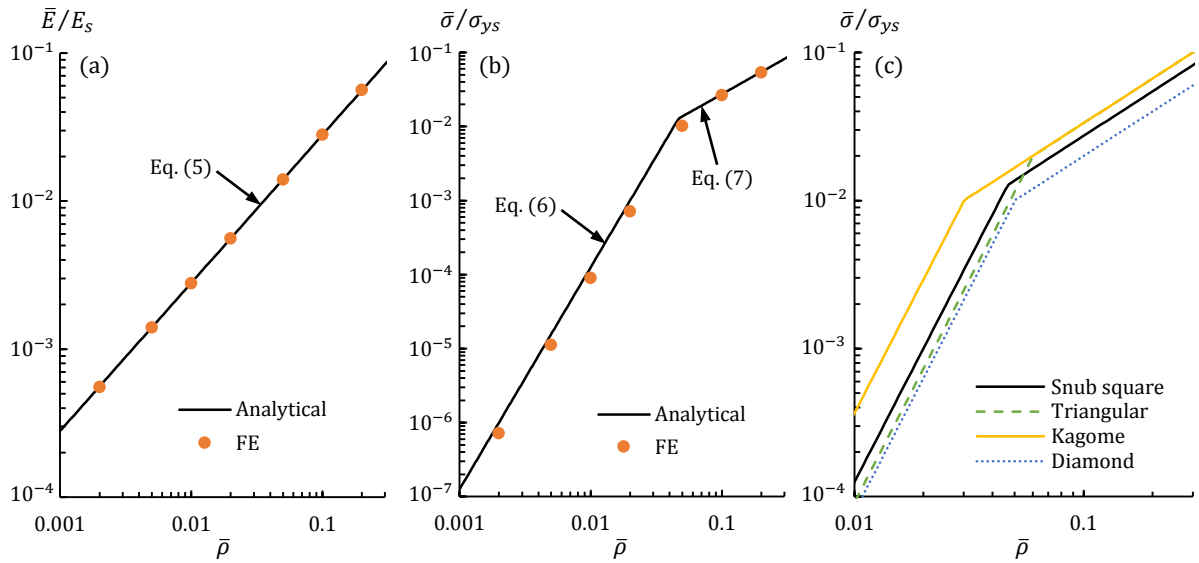 Ē/Eₛ
(a)
10⁻¹
10⁻²
10⁻³
10⁻⁴
Eq. (5)
Analytical
FE
0.001
0.01
0.1
ρ̄
σ̄/σ_ys
(b)
10⁻¹
10⁻²
10⁻³
10⁻⁴
10⁻⁵
10⁻⁶
10⁻⁷
Eq. (7)
Eq. (6)
Analytical
FE
0.001
0.01
0.1
ρ̄
σ̄/σ_ys
(c)
10⁻¹
10⁻²
10⁻³
10⁻⁴
Snub square
Triangular
Kagome
Diamond
0.01
0.1
ρ̄